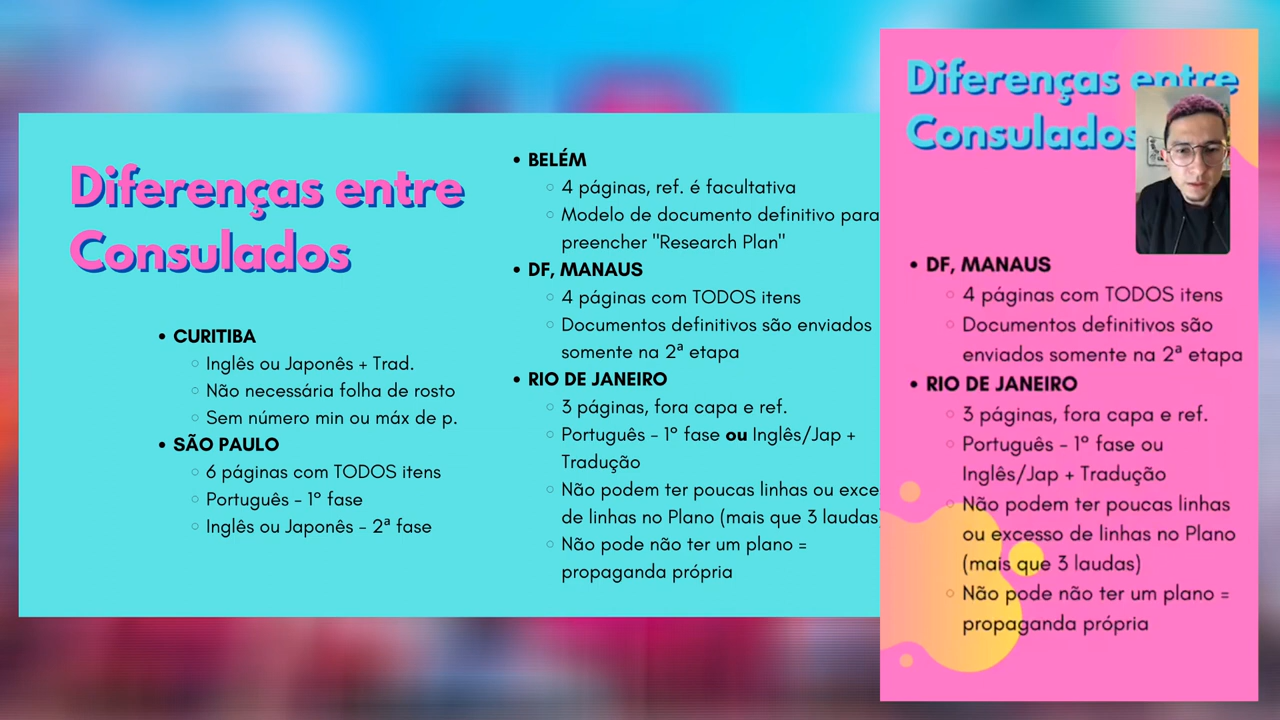 Diferenças entre
Consulados
• CURITIBA
○ Inglês ou Japonês + Trad.
○ Não necessária folha de rosto
○ Sem número min ou máx de p.
• SÃO PAULO
○ 6 páginas com TODOS itens
○ Português - 1° fase
○ Inglês ou Japonês - 2ª fase
• BELÉM
○ 4 páginas, ref. é facultativa
○ Modelo de documento definitivo para
preencher "Research Plan"
• DF, MANAUS
○ 4 páginas com TODOS itens
○ Documentos definitivos são enviados
somente na 2ª etapa
• RIO DE JANEIRO
○ 3 páginas, fora capa e ref.
○ Português - 1° fase ou Inglês/Jap +
Tradução
○ Não podem ter poucas linhas ou exce
de linhas no Plano (mais que 3 laudas)
○ Não pode não ter um plano =
propaganda própria
Diferenças entre
Consulados
• DF, MANAUS
○ 4 páginas com TODOS itens
○ Documentos definitivos são
enviados somente na 2ª etapa
• RIO DE JANEIRO
○ 3 páginas, fora capa e ref.
○ Português - 1° fase ou
Inglês/Jap + Tradução
○ Não podem ter poucas linhas
ou excesso de linhas no Plano
(mais que 3 laudas)
○ Não pode não ter um plano =
propaganda própria